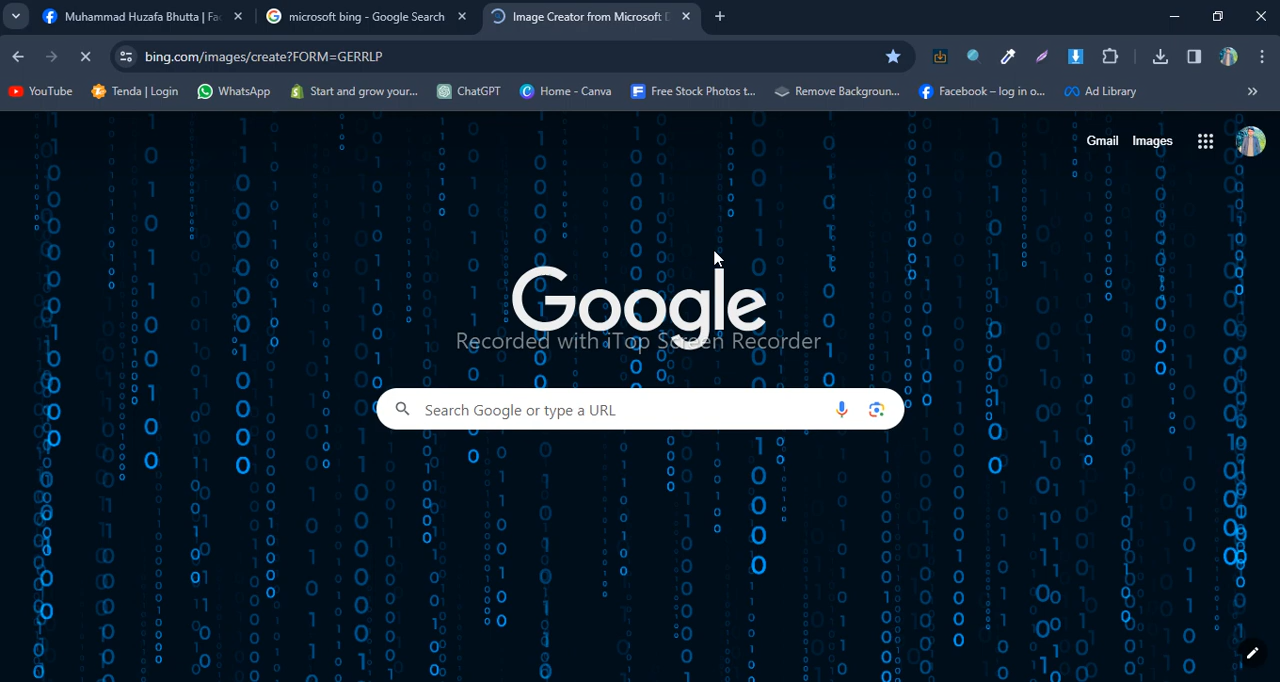 Muhammad Huzafa Bhutta | Fac
microsoft bing - Google Search
Image Creator from Microsoft D
bing.com/images/create?FORM=GERRLP
YouTube
Tenda | Login
WhatsApp
Start and grow your...
ChatGPT
Home - Canva
Free Stock Photos t...
Remove Backgroun...
Facebook – log in o...
Ad Library
Gmail
Images
Google
Recorded with iTop Screen Recorder
Search Google or type a URL